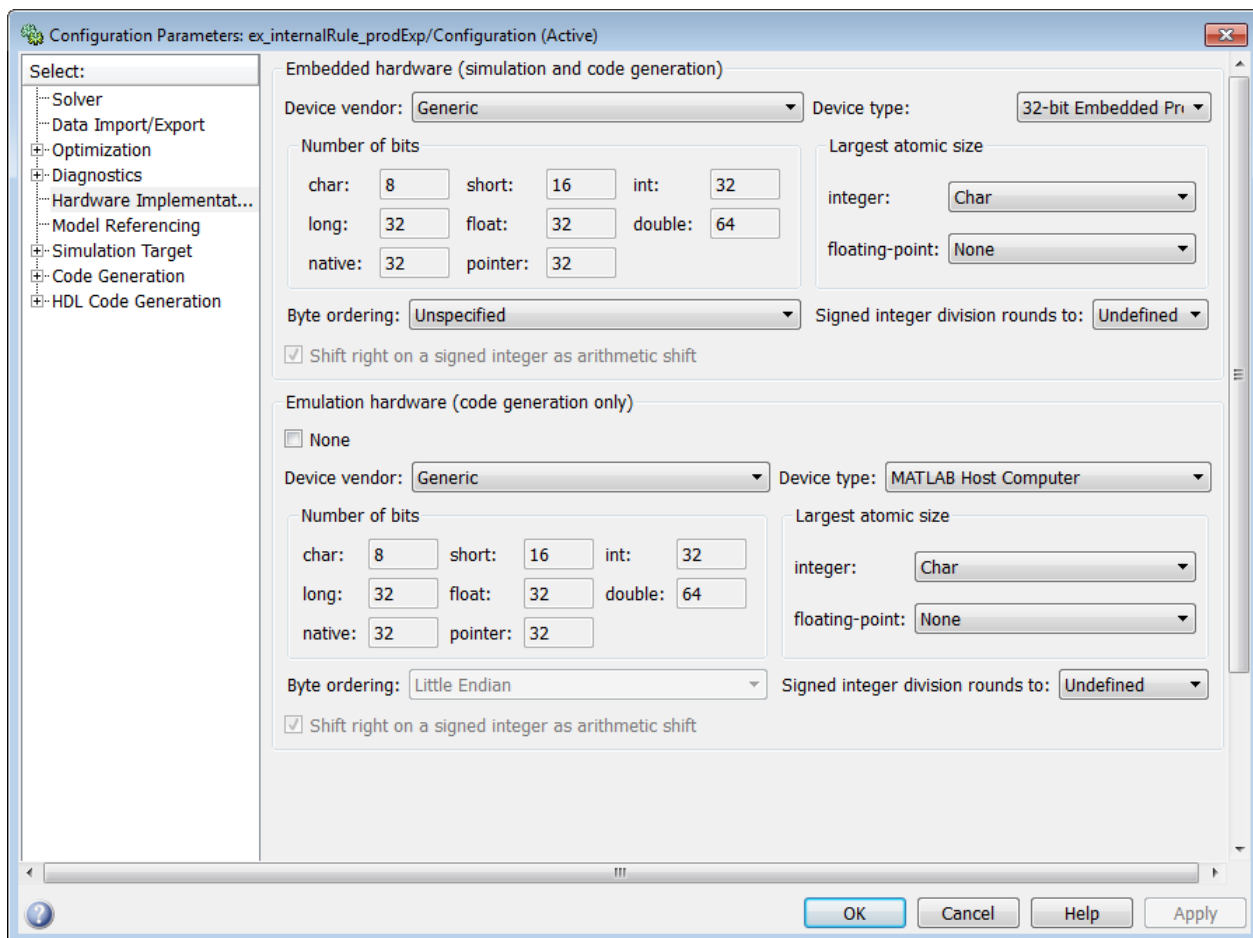 Configuration Parameters: ex_internalRule_prodExp/Configuration (Active)
Select:
Solver
Data Import/Export
Optimization
Diagnostics
Hardware Implementat...
Model Referencing
Simulation Target
Code Generation
HDL Code Generation
Embedded hardware (simulation and code generation)
Device vendor: Generic Device type: 32-bit Embedded Pro
Number of bits Largest atomic size
char: 8 short: 16 int: 32
integer: Char
long: 32 float: 32 double: 64
floating-point: None
native: 32 pointer: 32
Byte ordering: Unspecified Signed integer division rounds to: Undefined
Shift right on a signed integer as arithmetic shift
Emulation hardware (code generation only)
None
Device vendor: Generic Device type: MATLAB Host Computer
Number of bits Largest atomic size
char: 8 short: 16 int: 32
integer: Char
long: 32 float: 32 double: 64
floating-point: None
native: 32 pointer: 32
Byte ordering: Little Endian Signed integer division rounds to: Undefined
Shift right on a signed integer as arithmetic shift
OK Cancel Help Apply